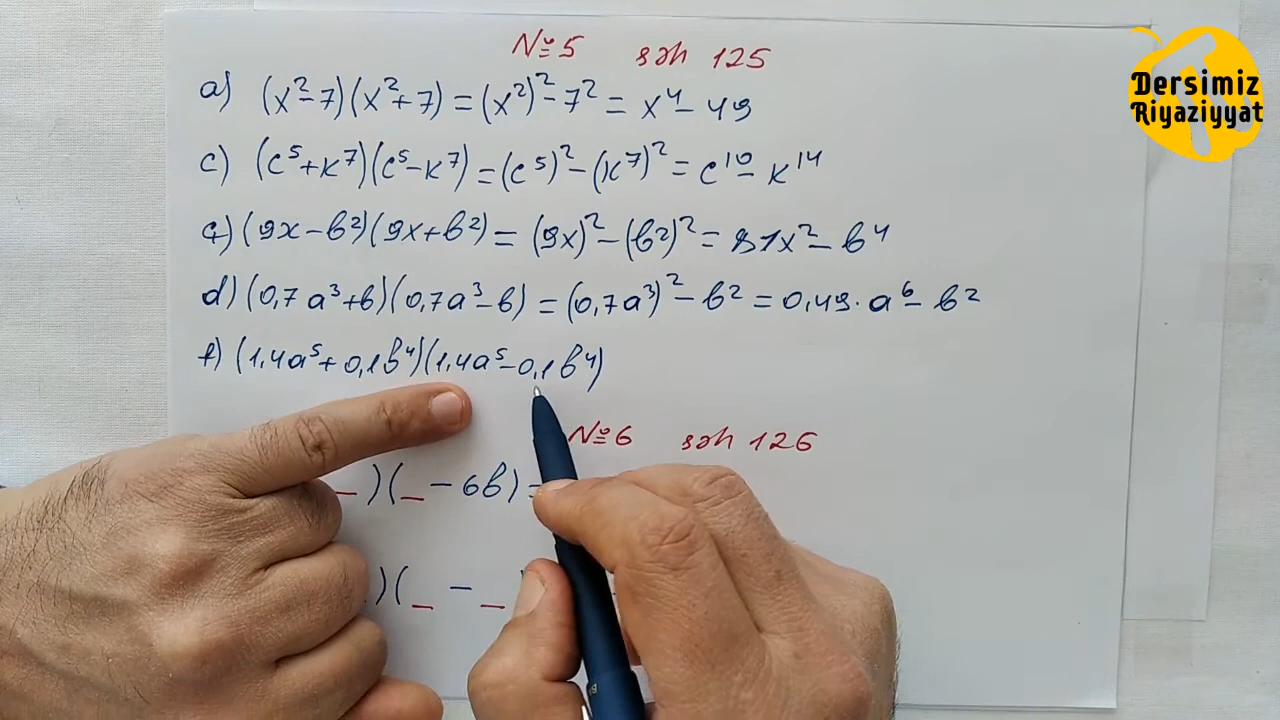 №5 səh 125
Dersimiz
Riyaziyyat
a) (x²-7)(x²+7) = (x²)²-7² = x⁴-49
c) (c⁵+k⁷)(c⁵-k⁷) = (c⁵)²-(k⁷)² = c¹⁰-k¹⁴
ç) (9x-b²)(9x+b²) = (9x)²-(b²)² = 81x²-b⁴
d) (0,7a³+b)(0,7a³-b) = (0,7a³)²-b² = 0,49·a⁶-b²
f) (1,4a⁵+0,1b⁴)(1,4a⁵-0,1b⁴)
№6 səh 126
_)(_ - 6b) =
)(_ - _)